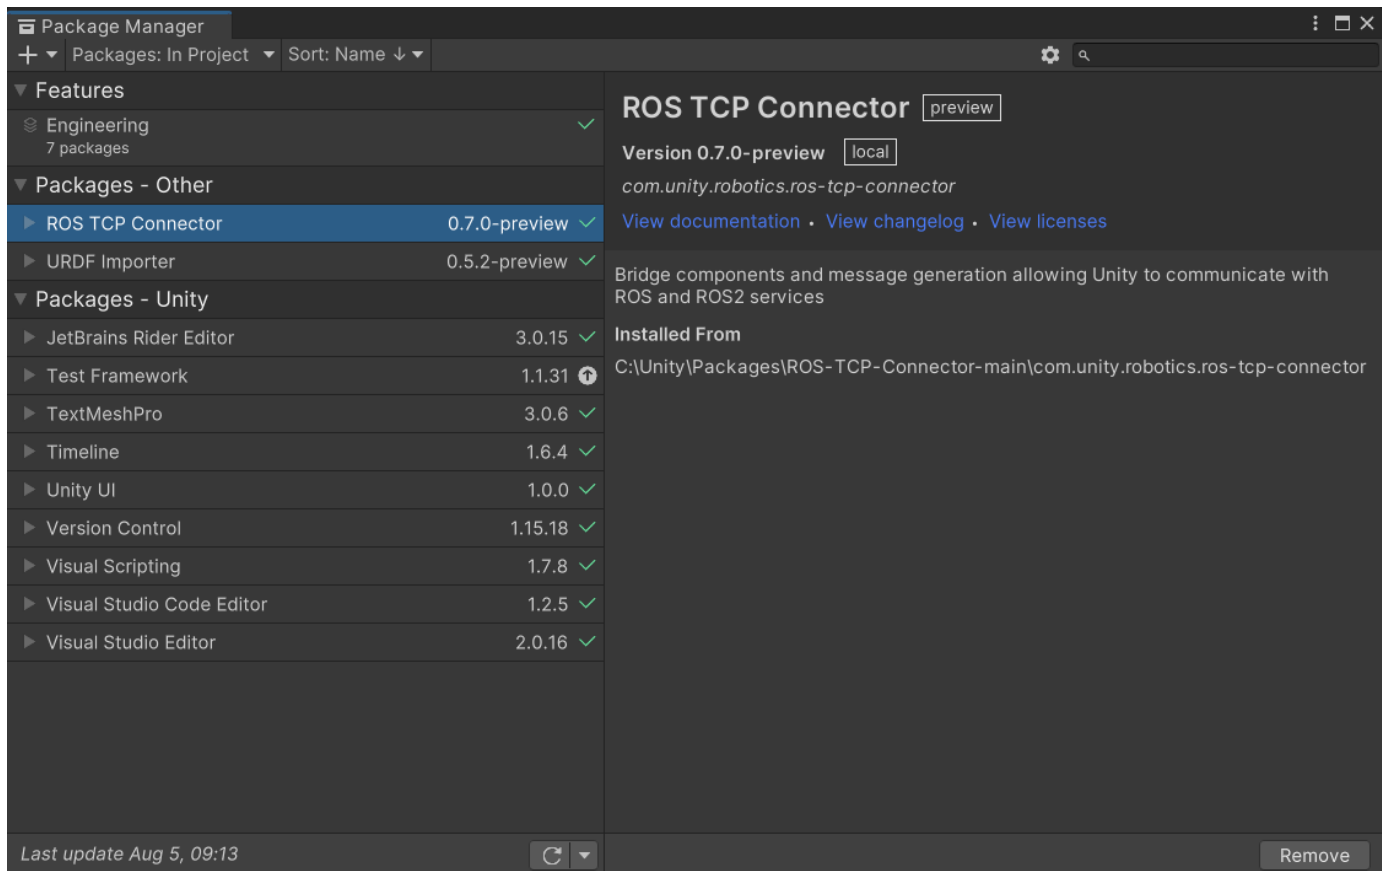 Package Manager
Packages: In Project Sort: Name ↓
Features
Engineering
7 packages
Packages - Other
ROS TCP Connector 0.7.0-preview
URDF Importer 0.5.2-preview
Packages - Unity
JetBrains Rider Editor 3.0.15
Test Framework 1.1.31
TextMeshPro 3.0.6
Timeline 1.6.4
Unity UI 1.0.0
Version Control 1.15.18
Visual Scripting 1.7.8
Visual Studio Code Editor 1.2.5
Visual Studio Editor 2.0.16
Last update Aug 5, 09:13
ROS TCP Connector preview
Version 0.7.0-preview local
com.unity.robotics.ros-tcp-connector
View documentation • View changelog • View licenses
Bridge components and message generation allowing Unity to communicate with
ROS and ROS2 services
Installed From
C:\Unity\Packages\ROS-TCP-Connector-main\com.unity.robotics.ros-tcp-connector
Remove